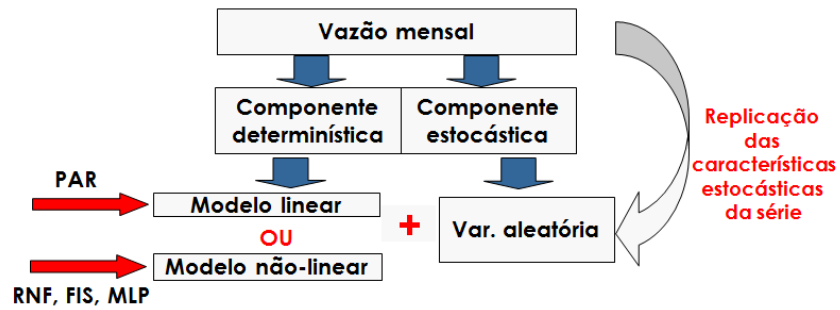 Vazão mensal
Componente
determinística
Componente
estocástica
Replicação
das
características
estocásticas
da série
PAR
Modelo linear
OU
+
Var. aleatória
Modelo não-linear
RNF, FIS, MLP